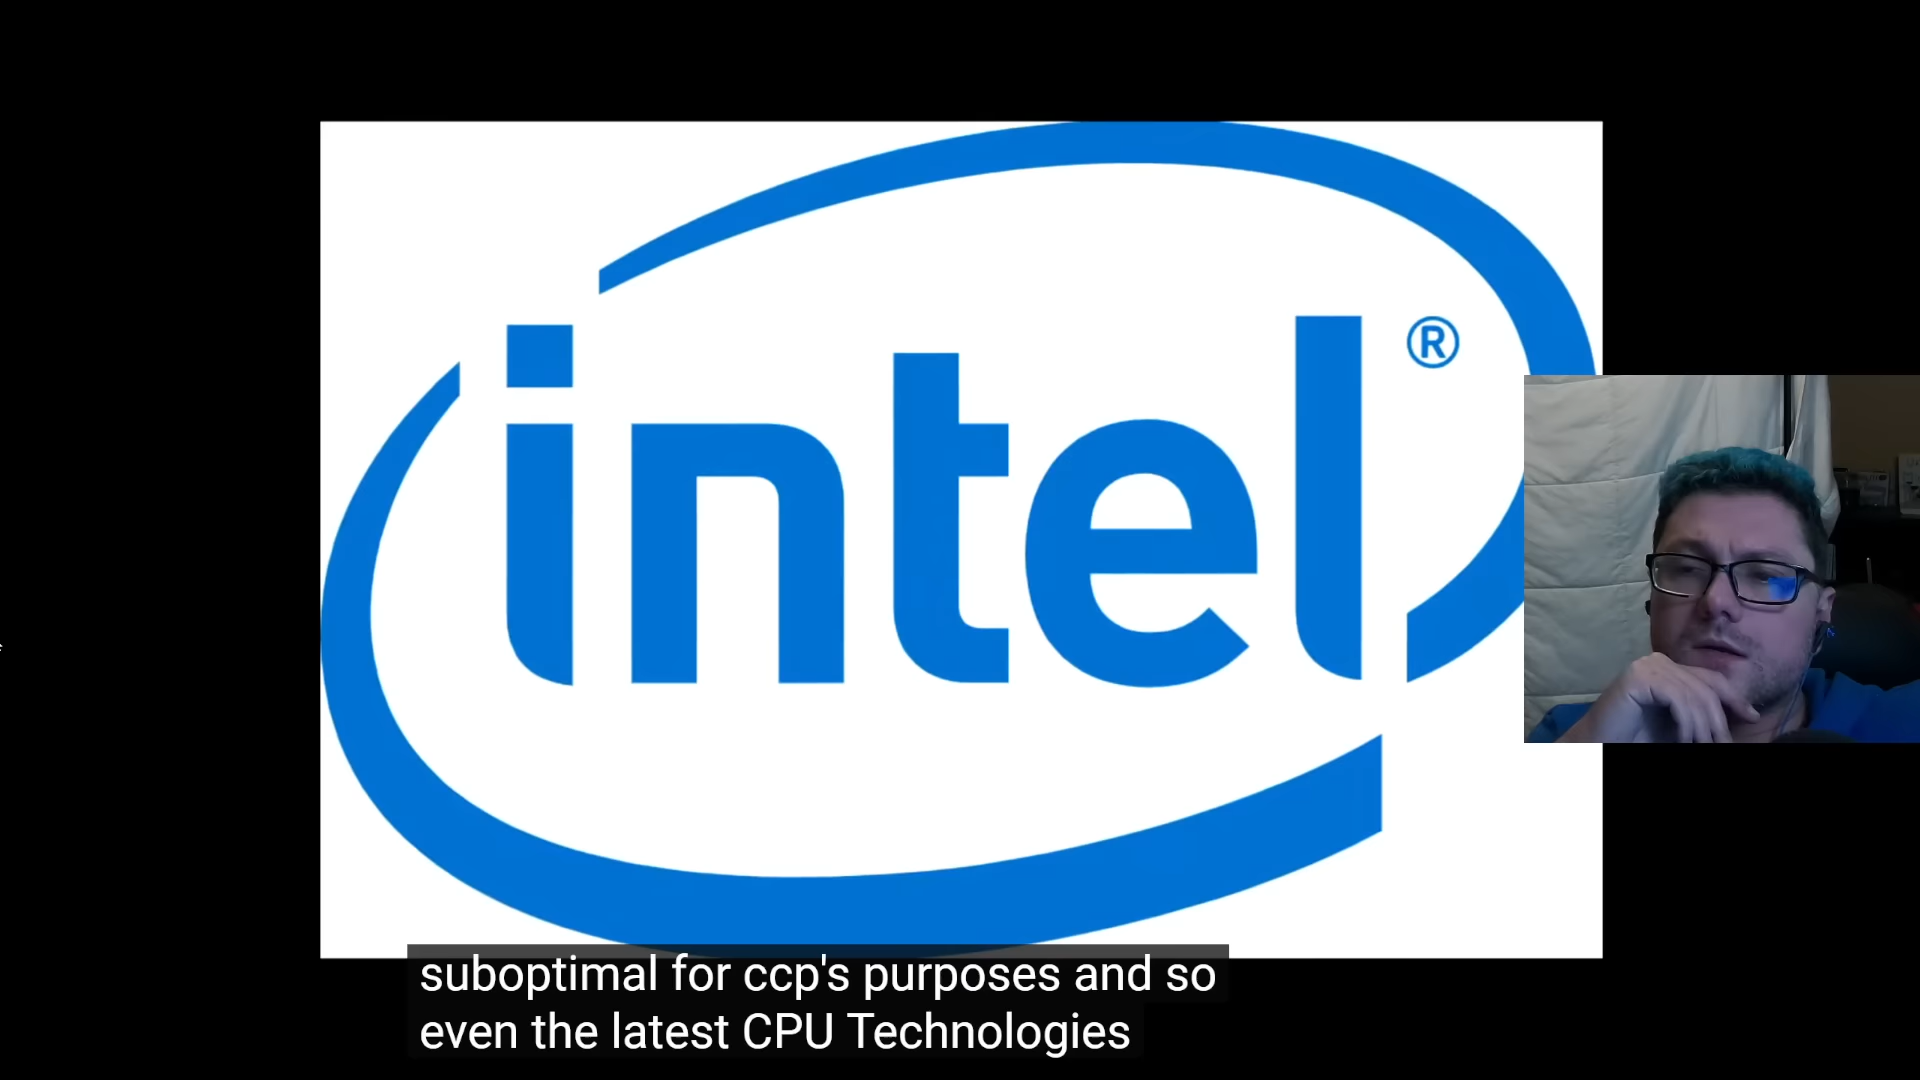 intel®
suboptimal for ccp's purposes and so
even the latest CPU Technologies